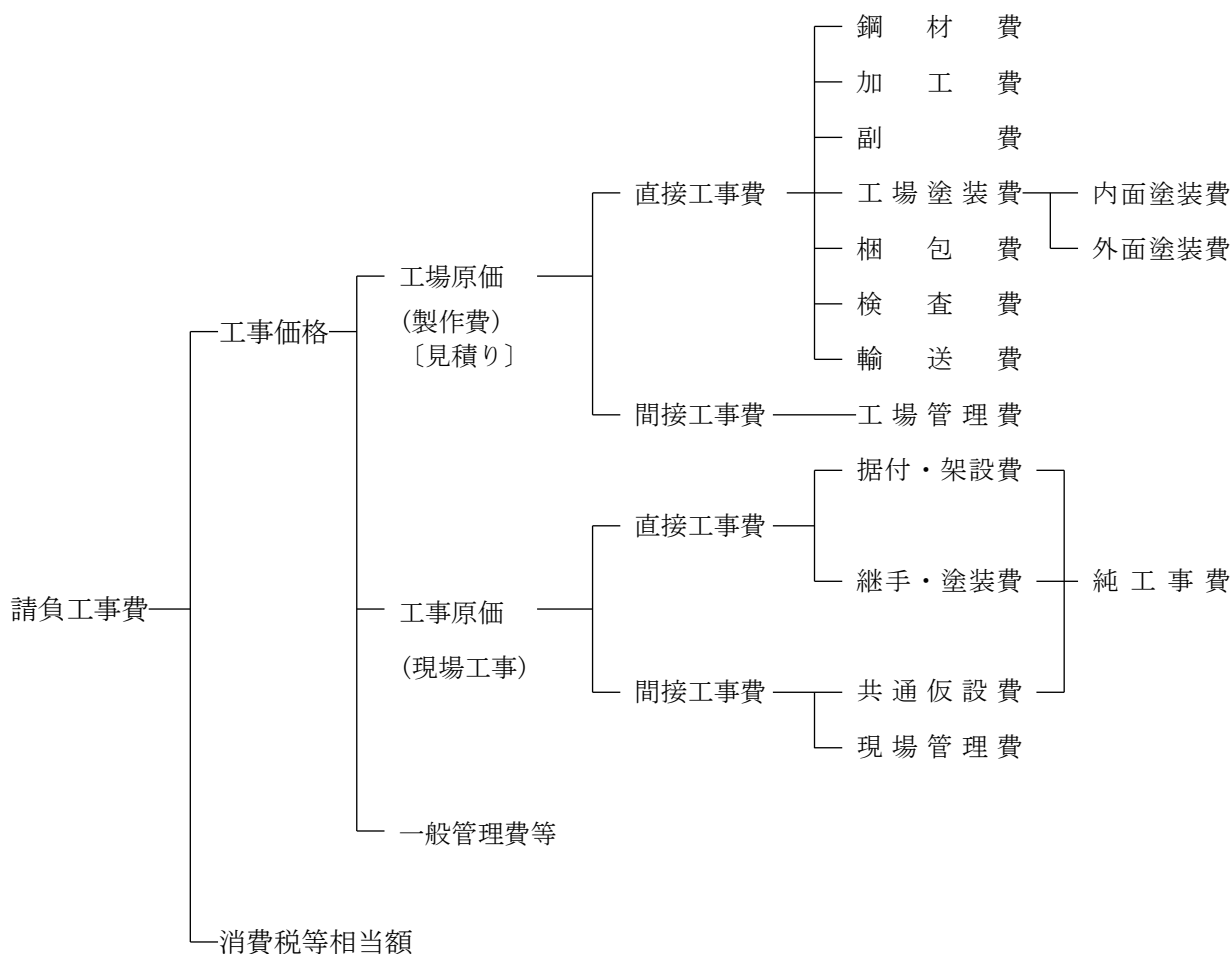 鋼材費
加工費
副費
直接工事費 工場塗装費 内面塗装費
梱包費 外面塗装費
工場原価
(製作費)
〔見積り〕
検査費
工事価格
輸送費
間接工事費 工場管理費
据付・架設費
直接工事費
継手・塗装費 純工事費
請負工事費
工事原価
(現場工事)
間接工事費 共通仮設費
現場管理費
一般管理費等
消費税等相当額